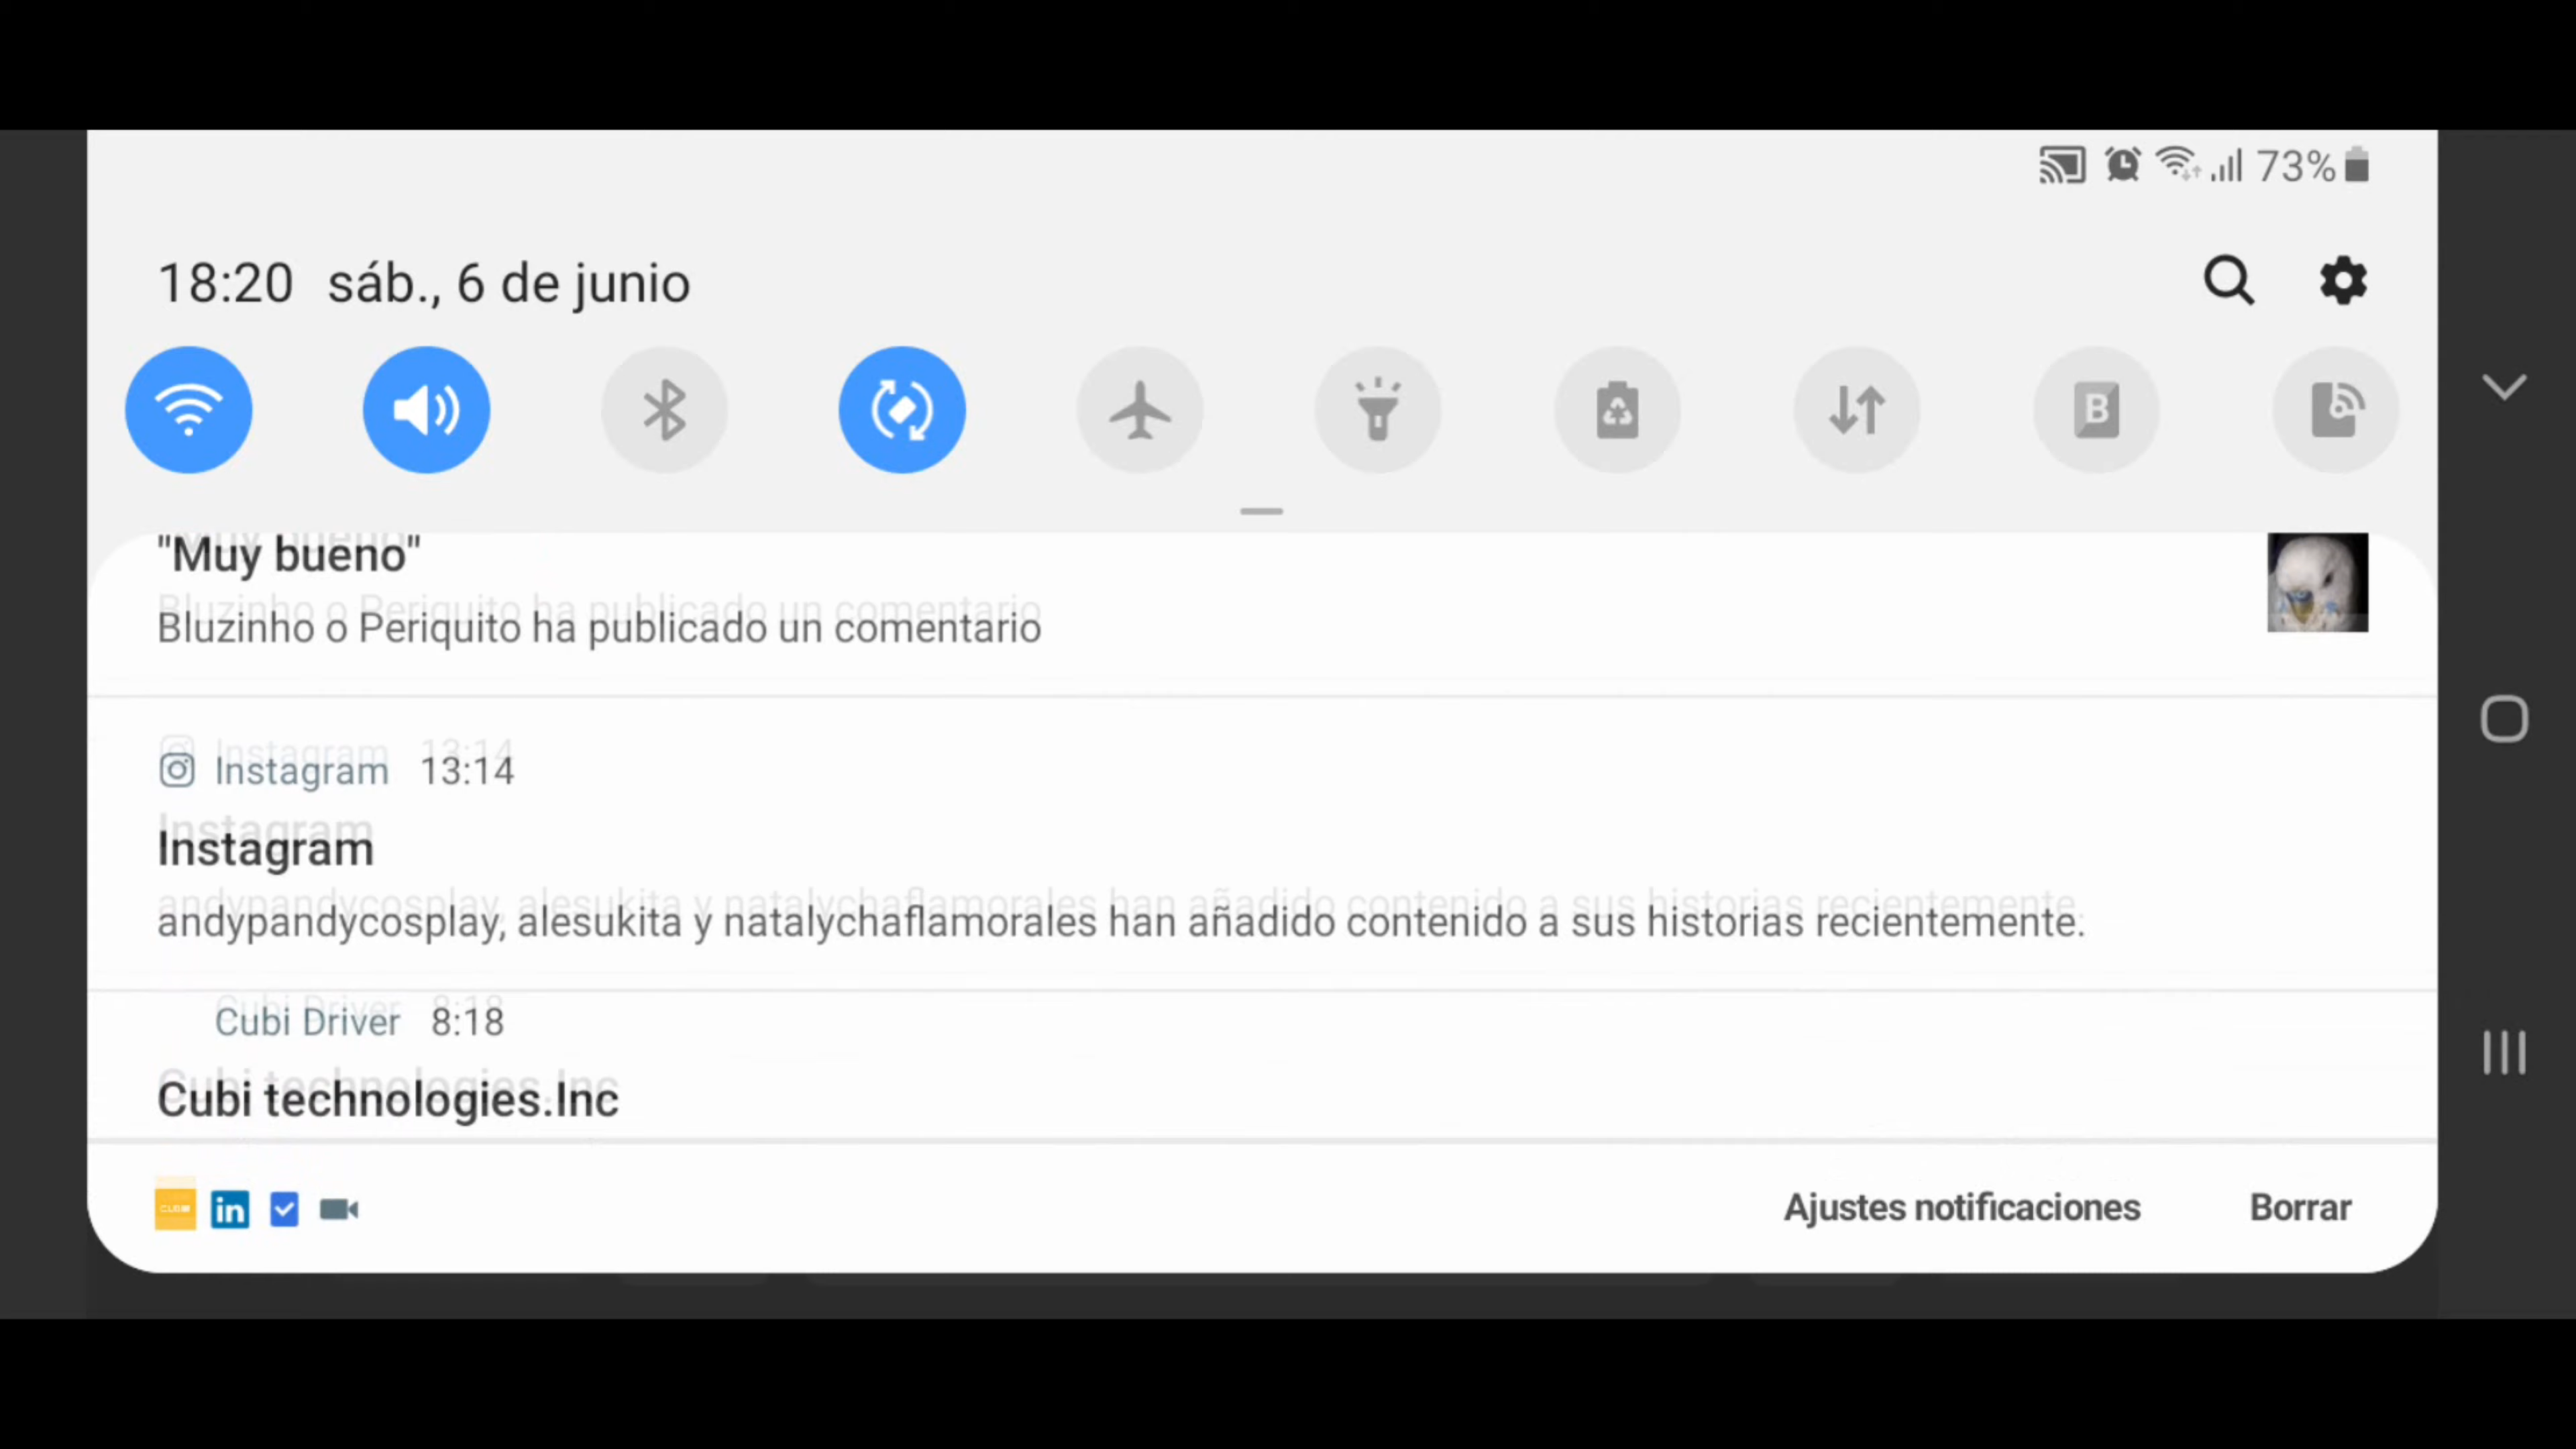 73%
18:20 sáb., 6 de junio
B
"Muy bueno"
Bluzinho o Periquito ha publicado un comentario
Instagram 13:14
Instagram
andypandycosplay, alesukita y natalychaflamorales han añadido contenido a sus historias recientemente.
Cubi Driver 8:18
Cubi technologies.Inc
in
Ajustes notificaciones Borrar